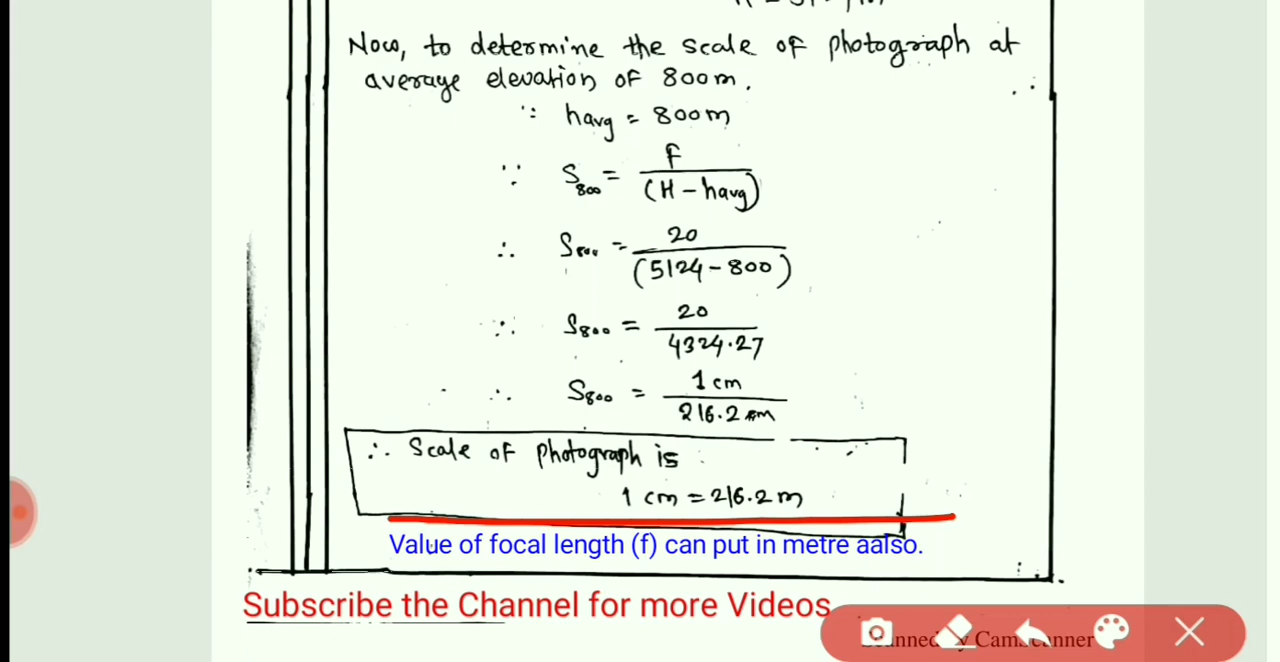 Now, to determine the scale of photograph at
average elevation of 800m.
∵ havg = 800m
∵ S800 = f / (H - havg)
∴ S800 = 20 / (5124 - 800)
∴ S800 = 20 / 4324.27
∴ S800 = 1 cm / 216.2 m
∴ Scale of photograph is
1 cm = 216.2 m
Value of focal length (f) can put in metre aalso.
Subscribe the Channel for more Videos